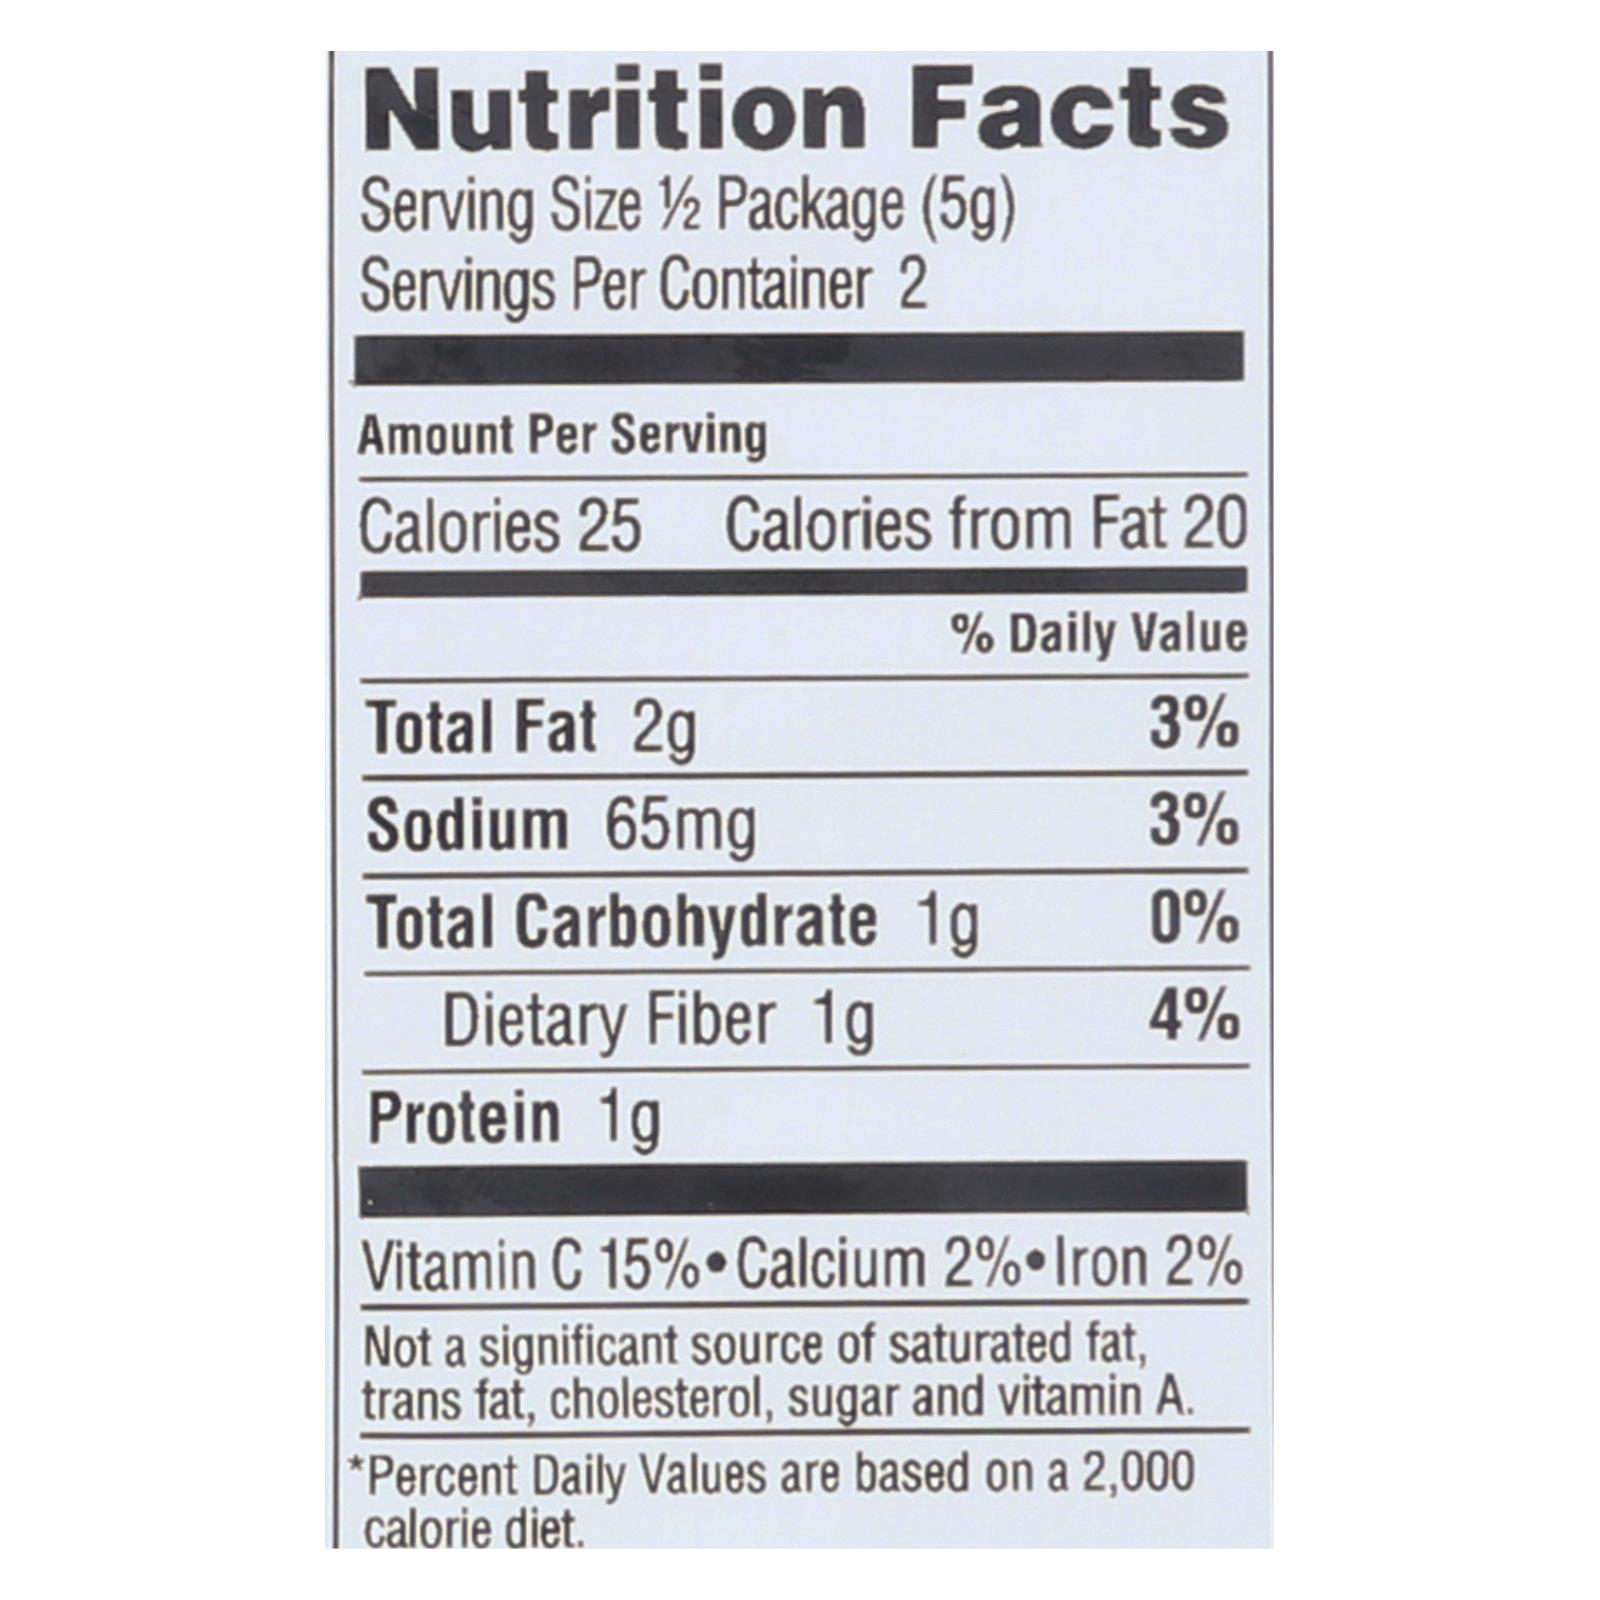 Nutrition Facts
Serving Size ½ Package (5g)
Servings Per Container 2
Amount Per Serving
Calories 25 Calories from Fat 20
% Daily Value
Total Fat 2g 3%
Sodium 65mg 3%
Total Carbohydrate 1g 0%
Dietary Fiber 1g 4%
Protein 1g
Vitamin C 15%•Calcium 2%•Iron 2%
Not a significant source of saturated fat,
trans fat, cholesterol, sugar and vitamin A.
*Percent Daily Values are based on a 2,000
calorie diet.